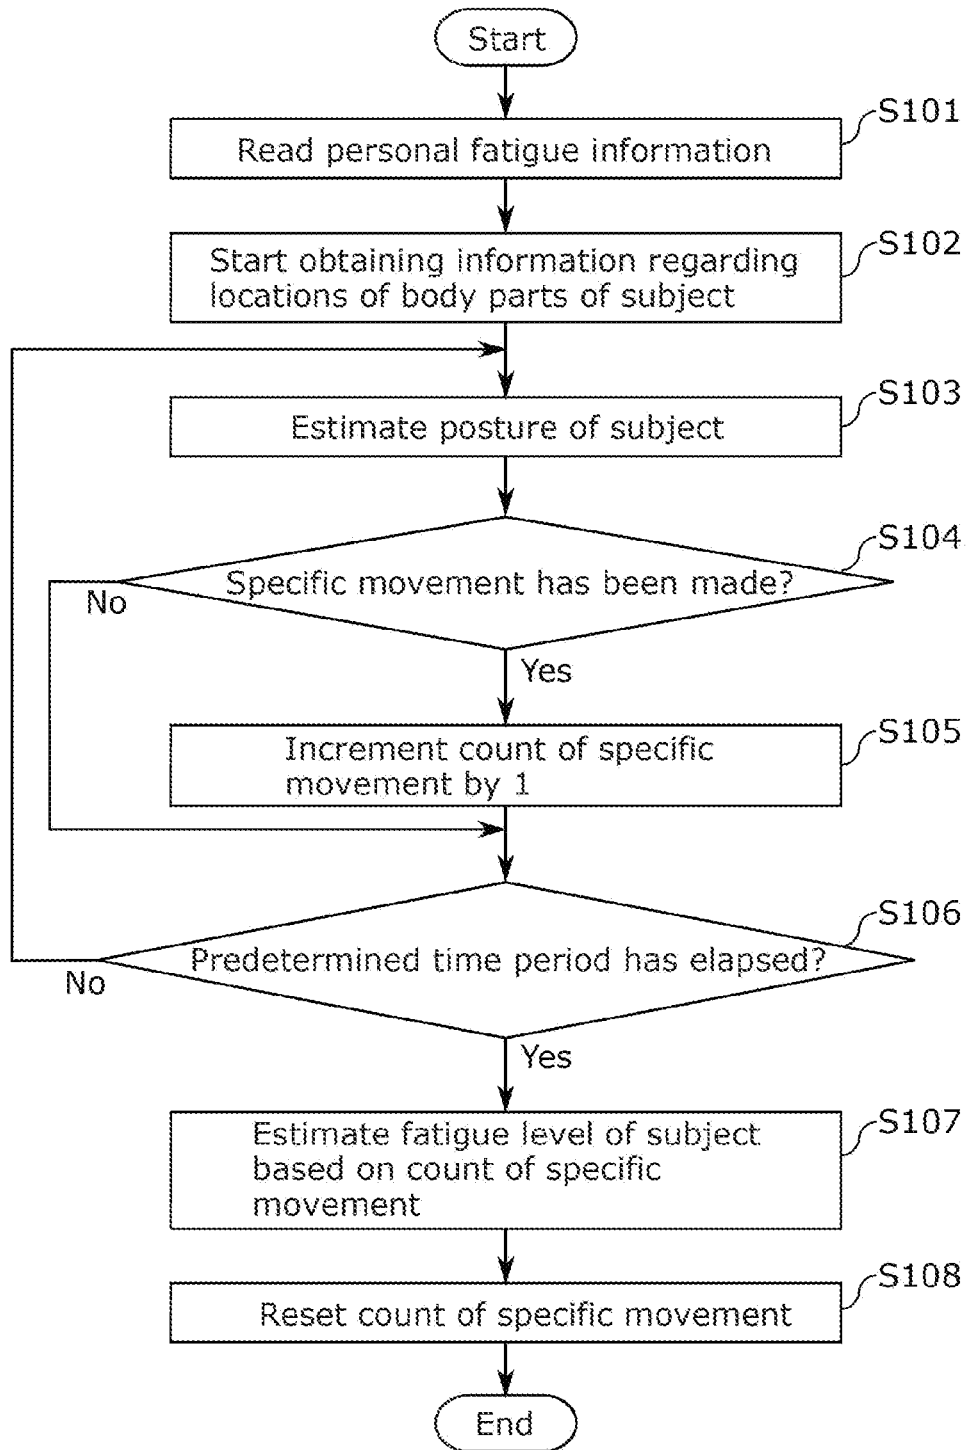 Start
S101
Read personal fatigue information
S102
Start obtaining information regarding
locations of body parts of subject
S103
Estimate posture of subject
S104
Specific movement has been made?
No
Yes
S105
Increment count of specific
movement by 1
S106
Predetermined time period has elapsed?
No
Yes
S107
Estimate fatigue level of subject
based on count of specific
movement
S108
Reset count of specific movement
End